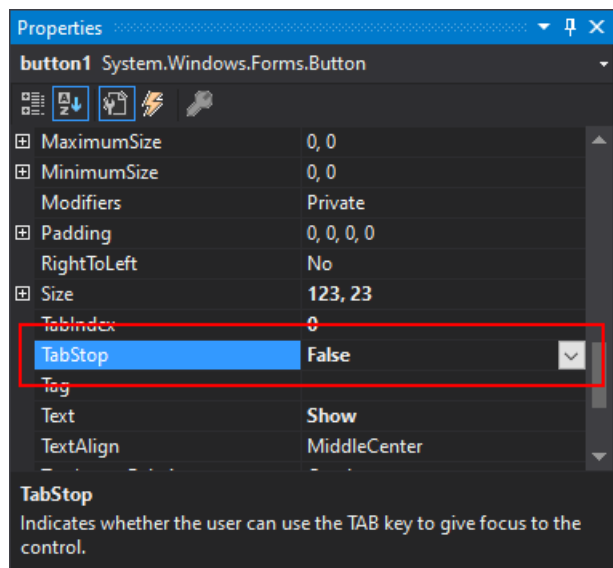 Properties
button1 System.Windows.Forms.Button
MaximumSize 0, 0
MinimumSize 0, 0
Modifiers Private
Padding 0, 0, 0, 0
RightToLeft No
Size 123, 23
TabIndex 0
TabStop False
Tag
Text Show
TextAlign MiddleCenter
TabStop
Indicates whether the user can use the TAB key to give focus to the
control.